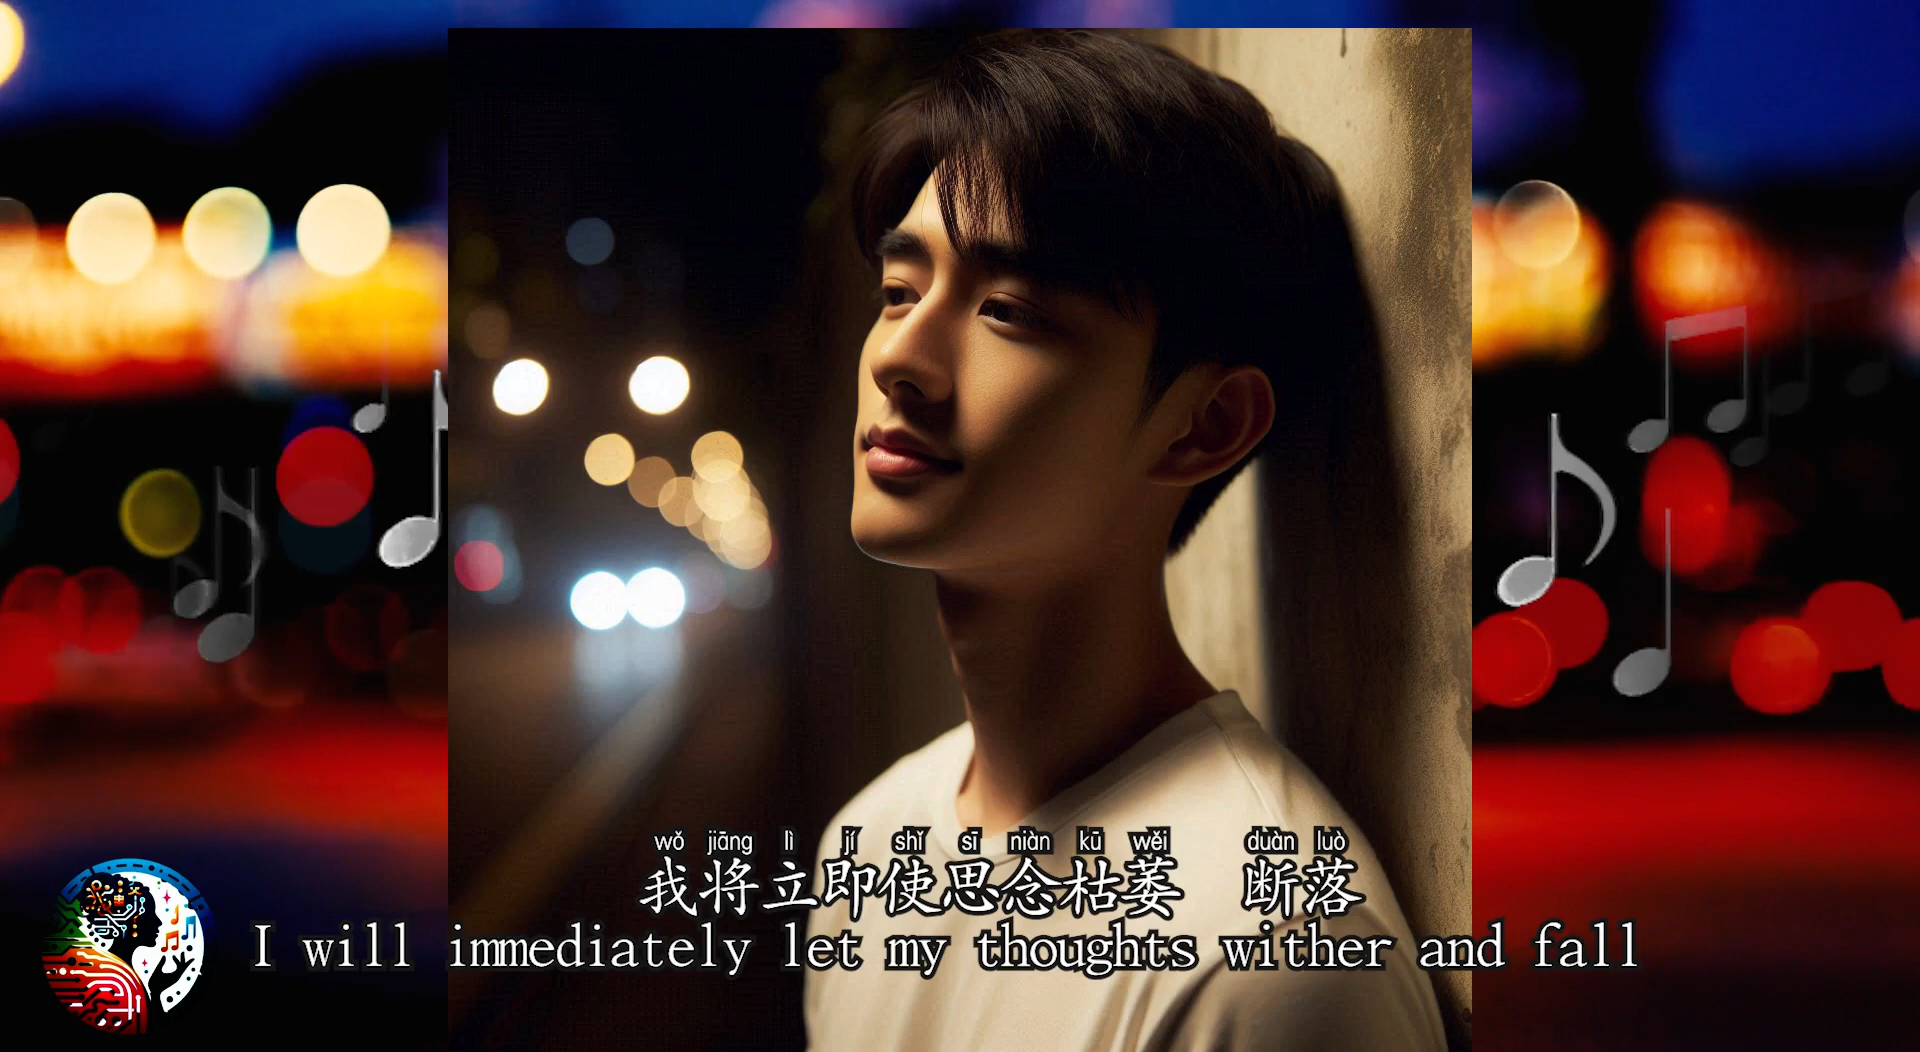 wǒ jiāng lì jí shǐ sī niàn kū wěi duàn luò
我将立即使思念枯萎 断落
I will immediately let my thoughts wither and fall